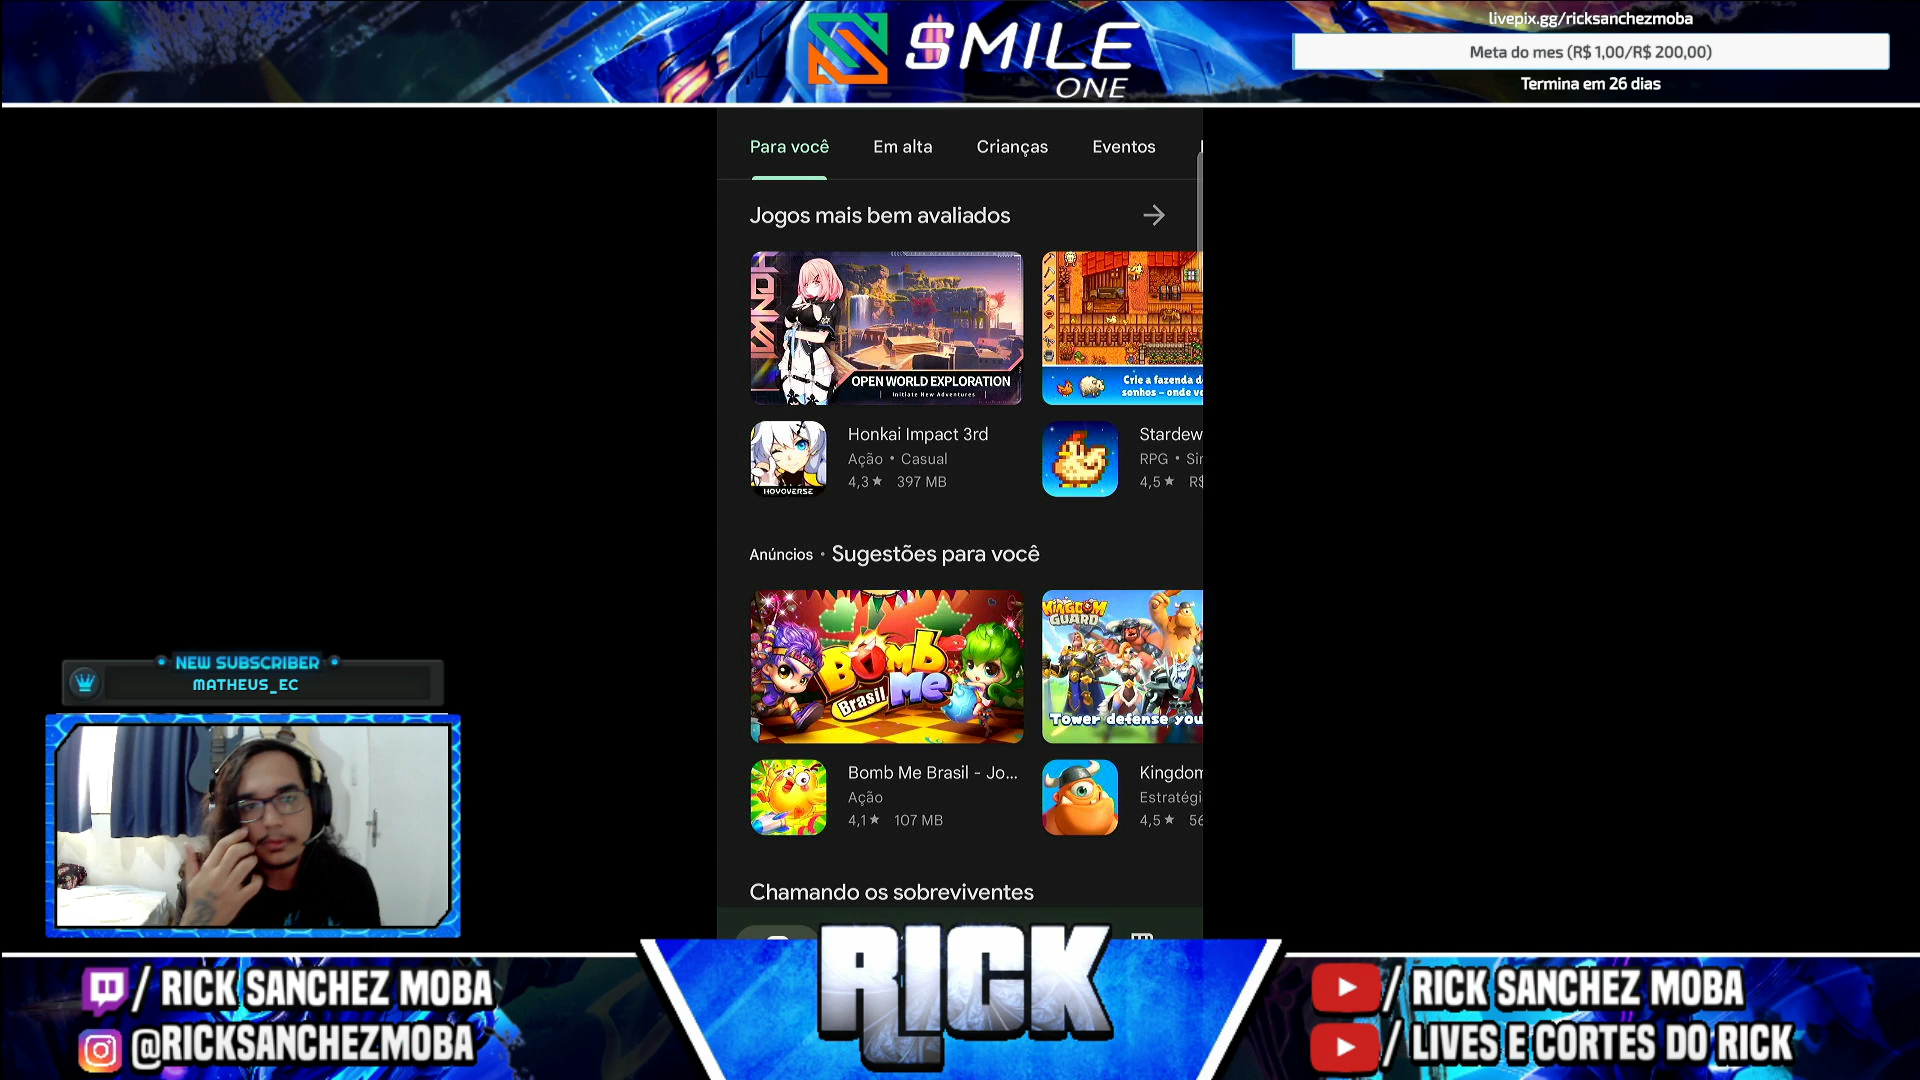 SMILE
ONE
livepix.gg/ricksanchezmoba
Meta do mes (R$ 1,00/R$ 200,00)
Termina em 26 dias
Para você
Em alta
Crianças
Eventos
Jogos mais bem avaliados
OPEN WORLD EXPLORATION
Initiate New Adventures
Crie a fazenda d
sonhos – onde v
Honkai Impact 3rd
Ação • Casual
4,3★ 397 MB
HOYOVERSE
Stardew
RPG •
4,5★ R$
Anúncios • Sugestões para você
Bomb
Me
Brasil
KINGDOM
GUARD
Tower defense you
Bomb Me Brasil - Jo...
Ação
4,1★ 107 MB
Kingdom
Estratégi
4,5★ 56
Chamando os sobreviventes
NEW SUBSCRIBER
MATHEUS_EC
RICK
/ RICK SANCHEZ MOBA
@RICKSANCHEZMOBA
/ RICK SANCHEZ MOBA
/ LIVES E CORTES DO RICK